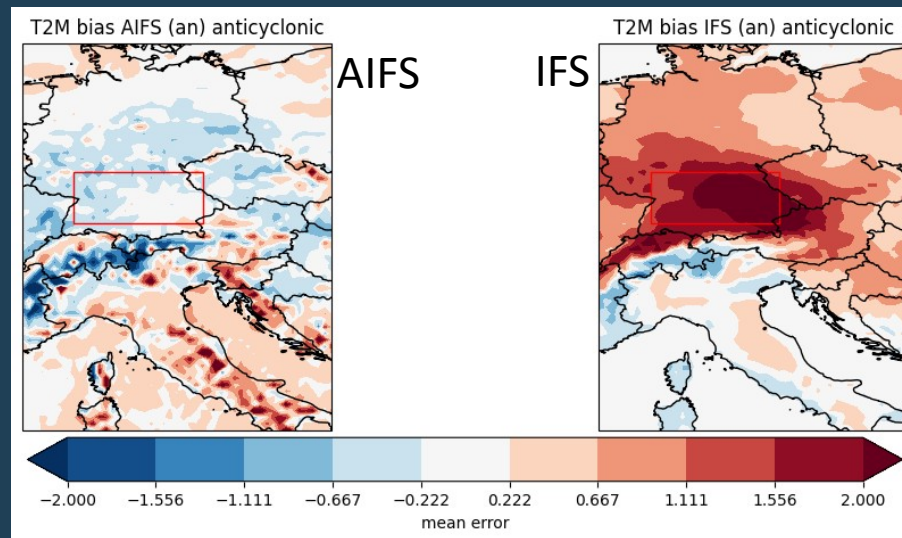 T2M bias AIFS (an) anticyclonic
T2M bias IFS (an) anticyclonic
AIFS
IFS
−2.000 −1.556 −1.111 −0.667 −0.222 0.222 0.667 1.111 1.556 2.000
mean error